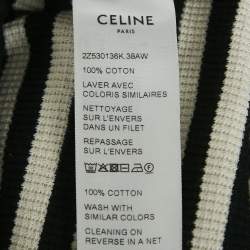 CELINE
PARIS
2Z530136K.38AW
100% COTON
LAVER AVEC
COLORIS SIMILAIRES
NETTOYAGE
SUR L'ENVERS
DANS UN FILET
REPASSAGE
SUR L'ENVERS
100% COTTON
WASH WITH
SIMILAR COLORS
CLEANING ON
REVERSE IN A NET